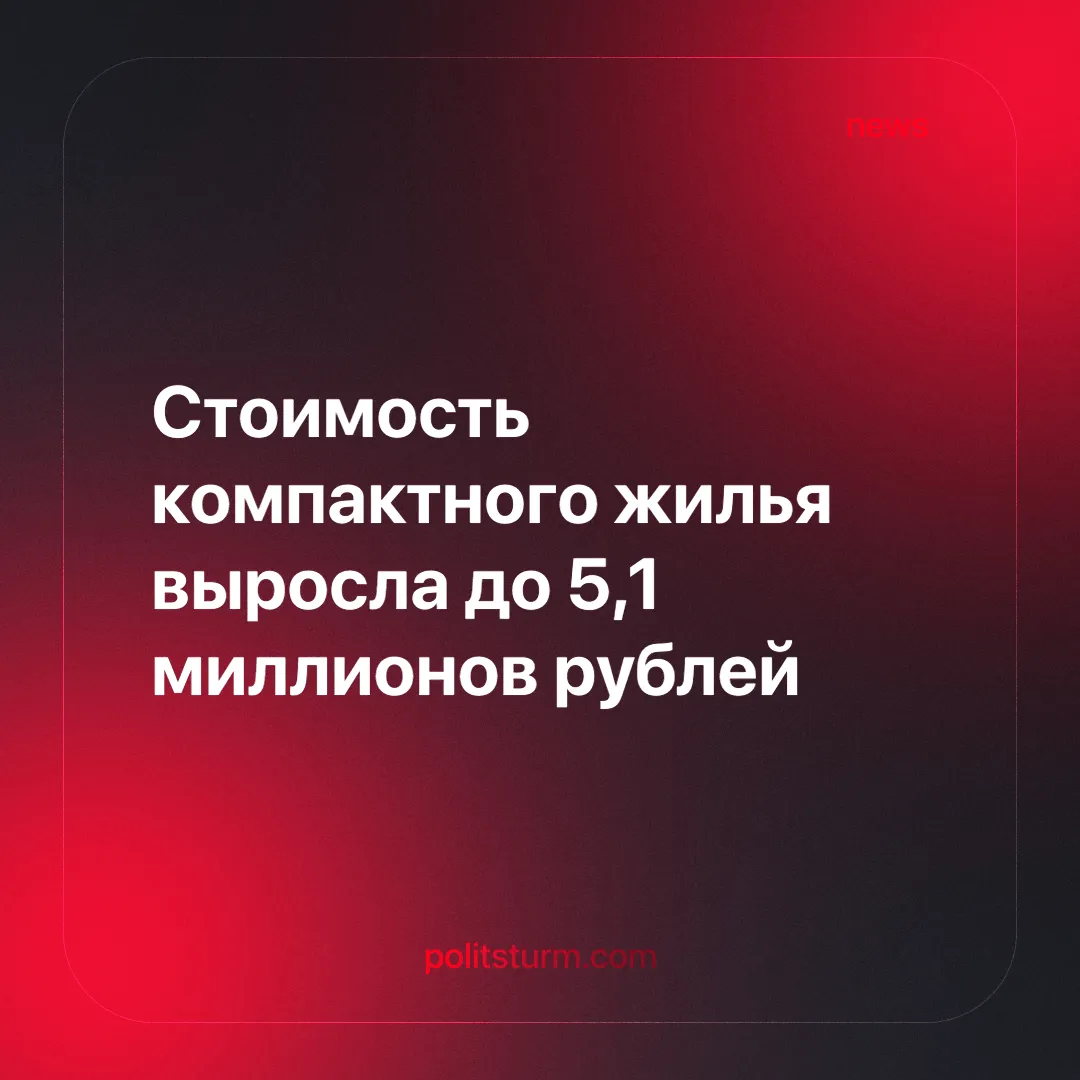 news
Стоимость
компактного жилья
выросла до 5,1
миллионов рублей
politsturm.com